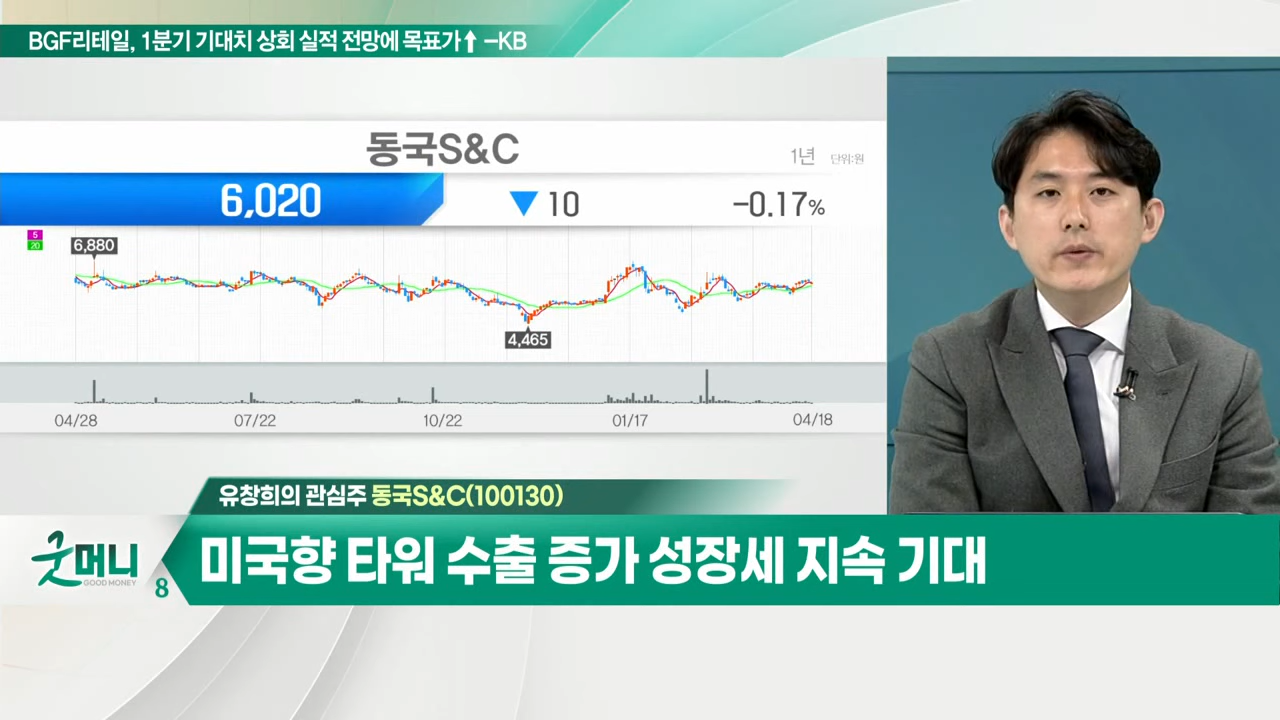 BGF리테일, 1분기 기대치 상회 실적 전망에 목표가⬆ -KB
동국S&C
1년 단위:원
6,020 ▼ 10 -0.17%
5
20
6,880
4,465
04/28 07/22 10/22 01/17 04/18
유창희의 관심주 동국S&C(100130)
굿머니
GOOD MONEY
8
미국향 타워 수출 증가 성장세 지속 기대